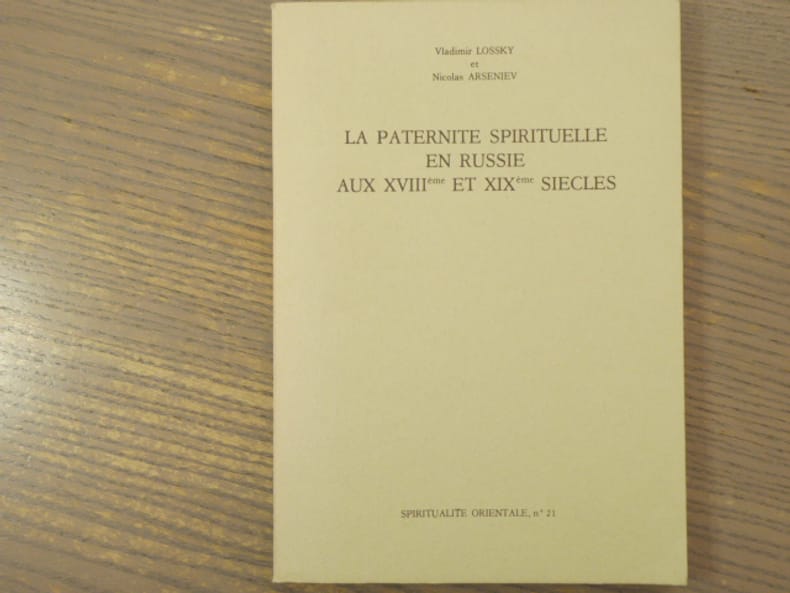 Vladimir LOSSKY
et
Nicolas ARSENIEV
LA PATERNITE SPIRITUELLE
EN RUSSIE
AUX XVIIIème ET XIXème SIECLES
SPIRITUALITE ORIENTALE, n° 21